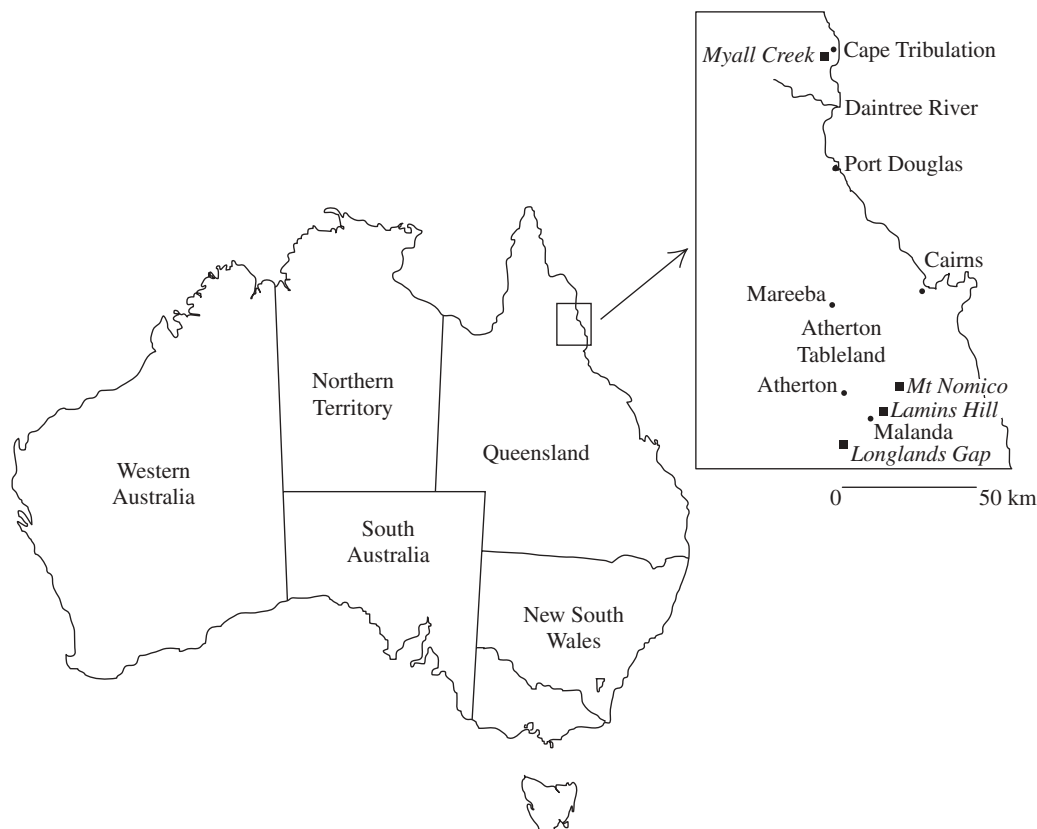 Myall Creek
Cape Tribulation
Daintree River
Port Douglas
Cairns
Mareeba
Atherton
Tableland
Atherton
Mt Nomico
Lamins Hill
Malanda
Longlands Gap
0 50 km
Northern
Territory
Queensland
Western
Australia
South
Australia
New South
Wales